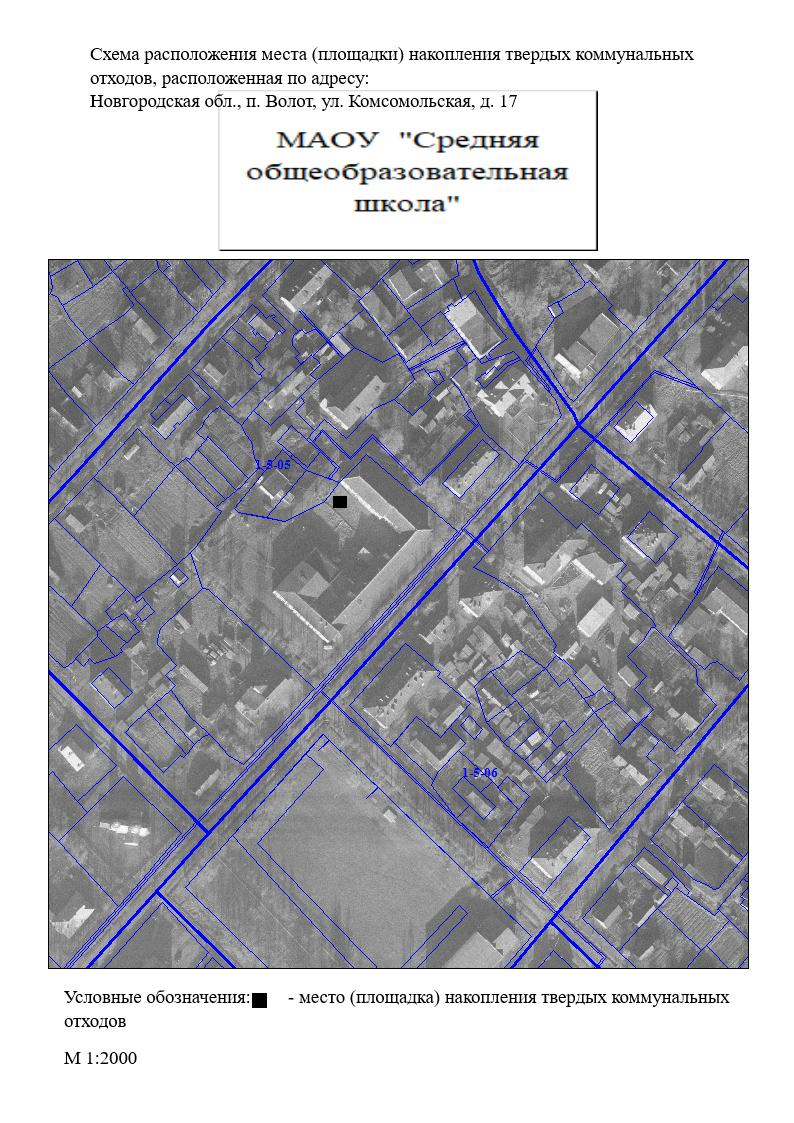 Схема расположения места (площадки) накопления твердых коммунальных
отходов, расположенная по адресу:
Новгородская обл., п. Волот, ул. Комсомольская, д. 17
МАОУ "Средняя
общеобразовательная
школа"
1-5-05
1-5-06
Условные обозначения: - место (площадка) накопления твердых коммунальных
отходов
М 1:2000